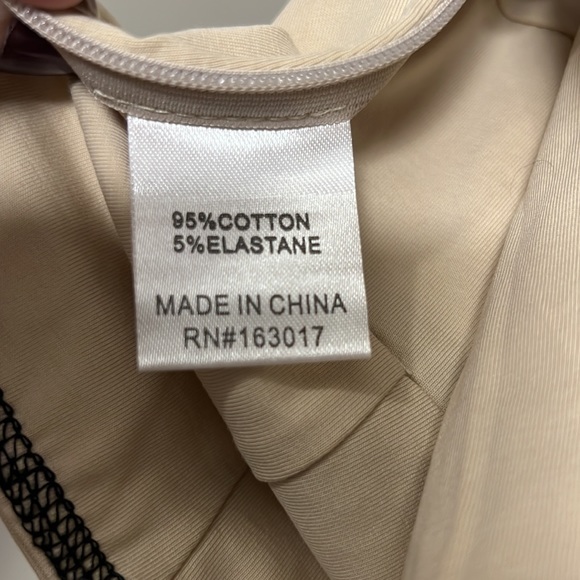 95%COTTON
5%ELASTANE
MADE IN CHINA
RN#163017